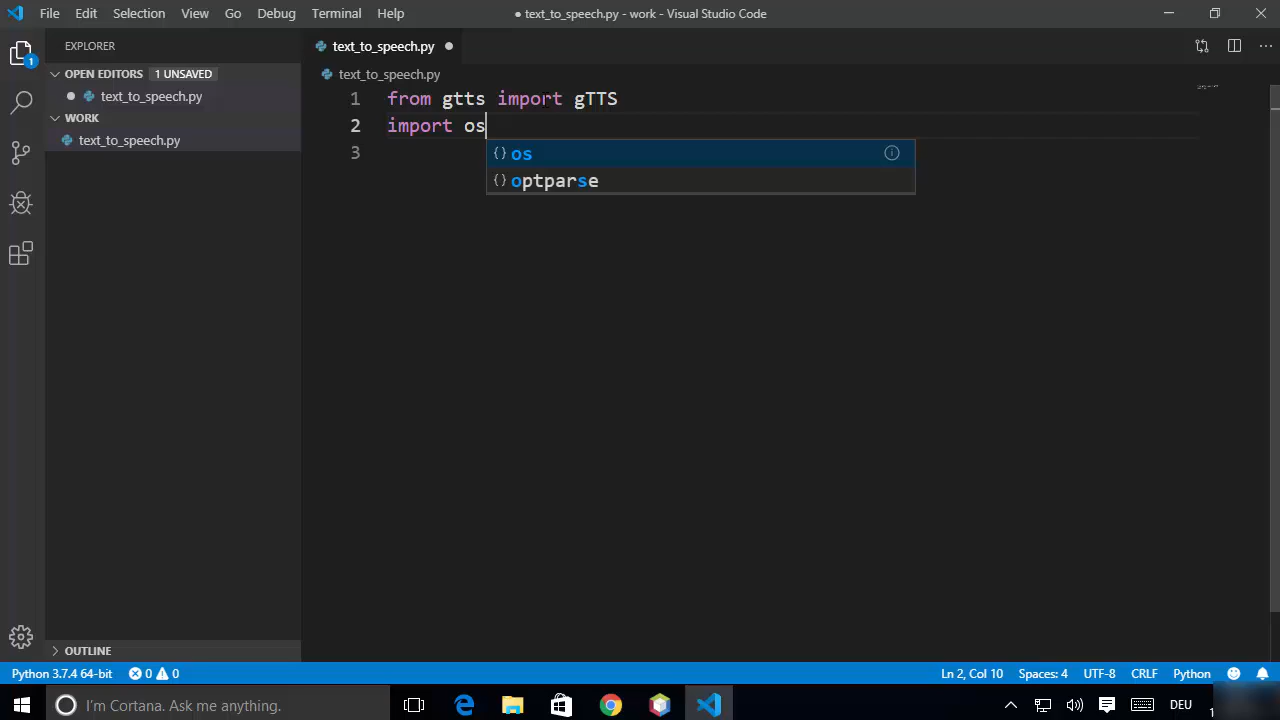 File Edit Selection View Go Debug Terminal Help ● text_to_speech.py - work - Visual Studio Code
EXPLORER
text_to_speech.py ●
OPEN EDITORS 1 UNSAVED
● text_to_speech.py
WORK
text_to_speech.py
text_to_speech.py
1 from gtts import gTTS
2 import os
3
os
optparse
1
OUTLINE
Python 3.7.4 64-bit 0 0 Ln 2, Col 10 Spaces: 4 UTF-8 CRLF Python
I'm Cortana. Ask me anything. DEU